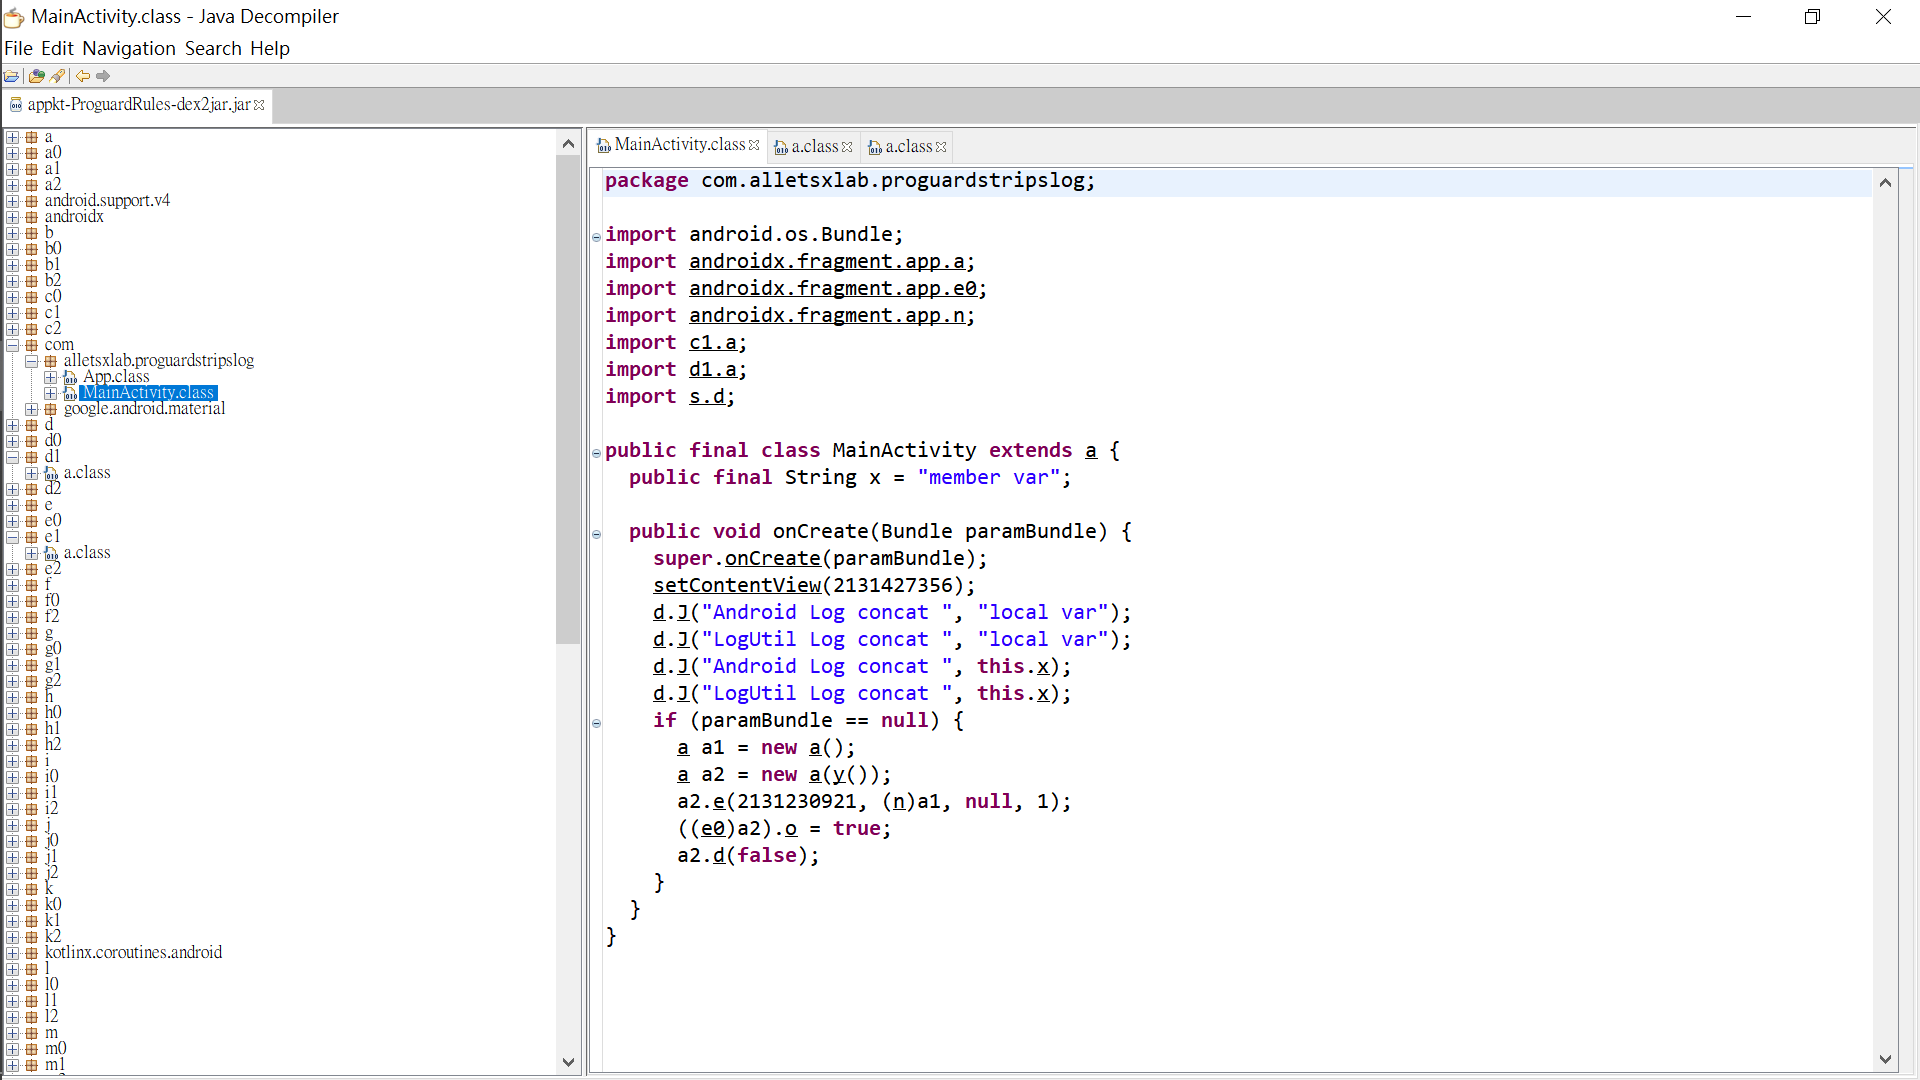 MainActivity.class - Java Decompiler
File Edit Navigation Search Help
appkt-ProguardRules-dex2jar.jar
a
a0
a1
a2
android.support.v4
androidx
b
b0
b1
b2
c0
c1
c2
com
alletsxlab.proguardstripslog
App.class
MainActivity.class
google.android.material
d
d0
d1
a.class
d2
e
e0
e1
a.class
e2
f
f0
f2
g
g0
g1
g2
h
h0
h1
h2
i
i0
i1
i2
j
j0
j1
j2
k
k0
k1
k2
kotlinx.coroutines.android
l
l0
l1
l2
m
m0
m1
MainActivity.class a.class a.class
package com.alletsxlab.proguardstripslog;
import android.os.Bundle;
import androidx.fragment.app.a;
import androidx.fragment.app.e0;
import androidx.fragment.app.n;
import c1.a;
import d1.a;
import s.d;
public final class MainActivity extends a {
public final String x = "member var";
public void onCreate(Bundle paramBundle) {
super.onCreate(paramBundle);
setContentView(2131427356);
d.J("Android Log concat ", "local var");
d.J("LogUtil Log concat ", "local var");
d.J("Android Log concat ", this.x);
d.J("LogUtil Log concat ", this.x);
if (paramBundle == null) {
a a1 = new a();
a a2 = new a(y());
a2.e(2131230921, (n)a1, null, 1);
((e0)a2).o = true;
a2.d(false);
}
}
}